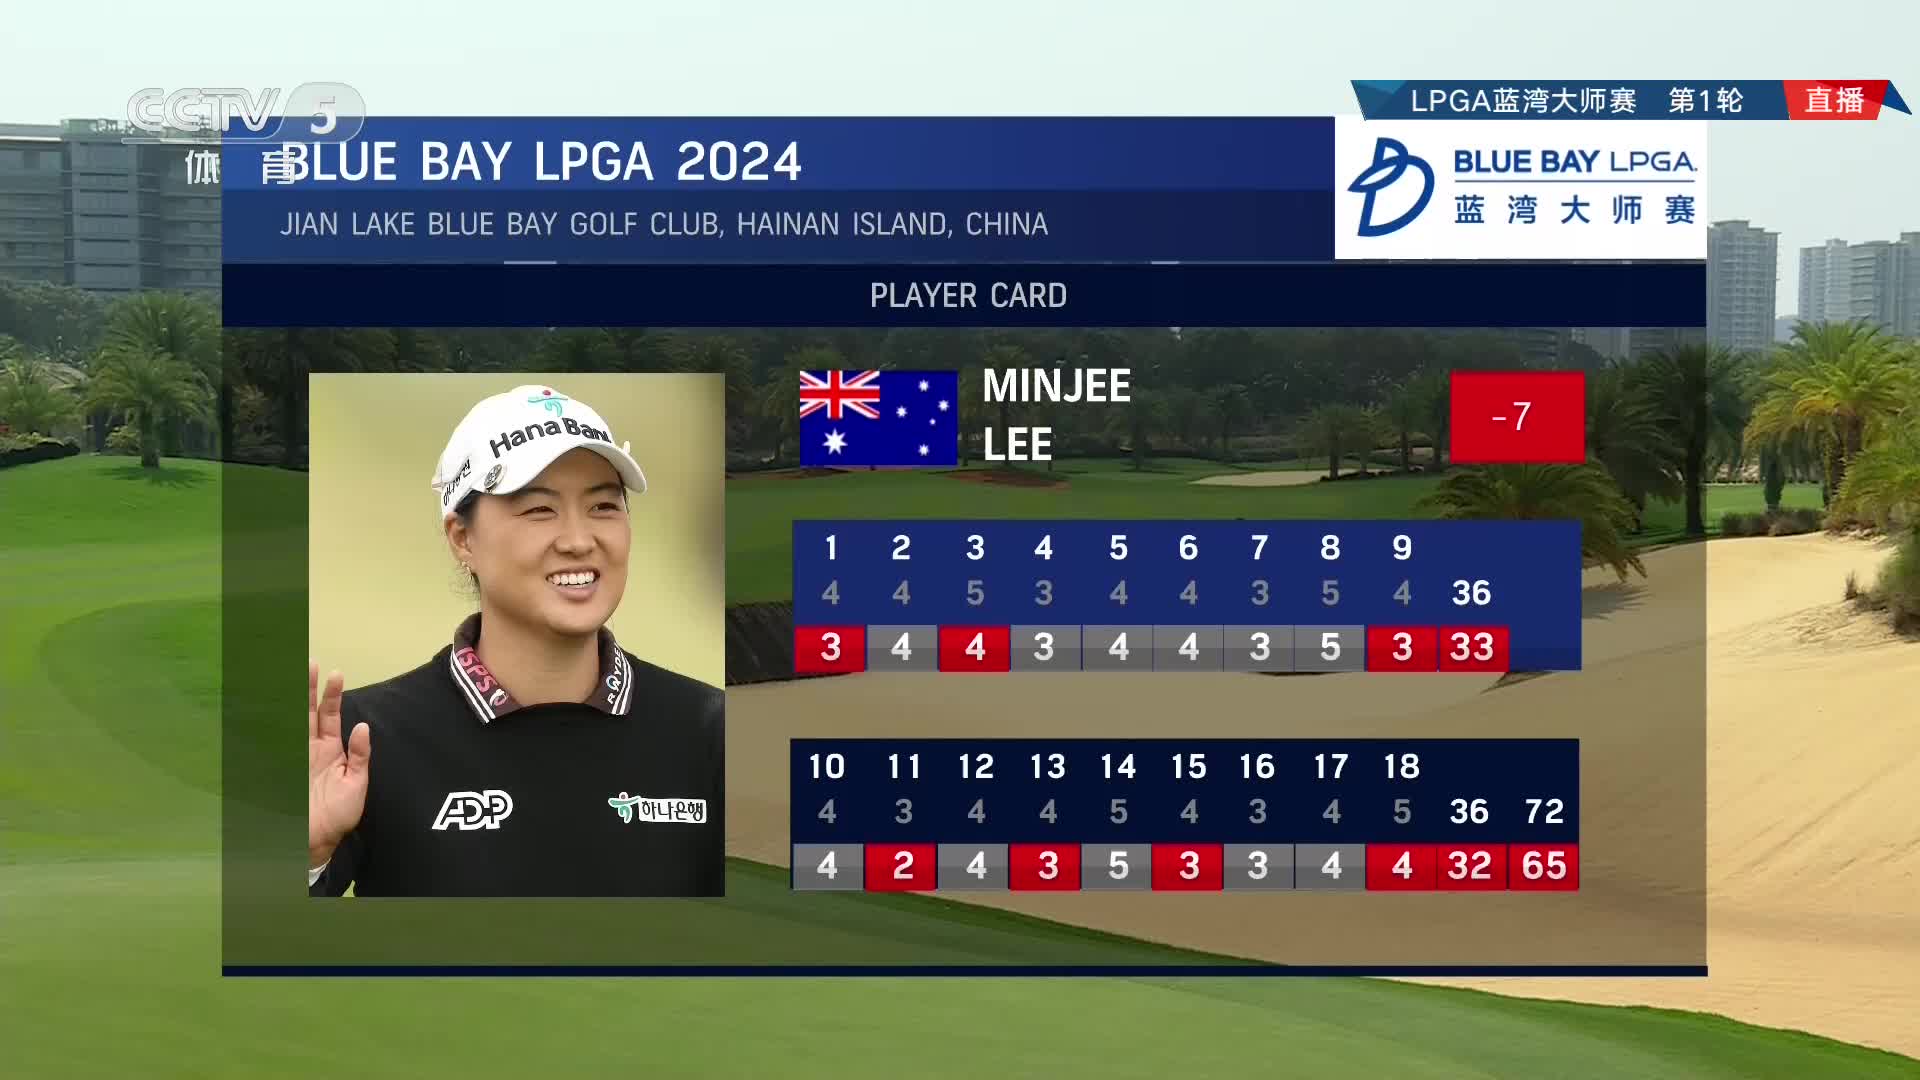 CCTV 5
体育
LPGA蓝湾大师赛 第1轮 直播
BLUE BAY LPGA 2024
JIAN LAKE BLUE BAY GOLF CLUB, HAINAN ISLAND, CHINA
BLUE BAY LPGA.
蓝湾大师赛
PLAYER CARD
MINJEE
LEE
-7
Hana Bank
ADP
하나은행
1 2 3 4 5 6 7 8 9
4 4 5 3 4 4 3 5 4 36
3 4 4 3 4 4 3 5 3 33
10 11 12 13 14 15 16 17 18
4 3 4 4 5 4 3 4 5 36 72
4 2 4 3 5 3 3 4 4 32 65